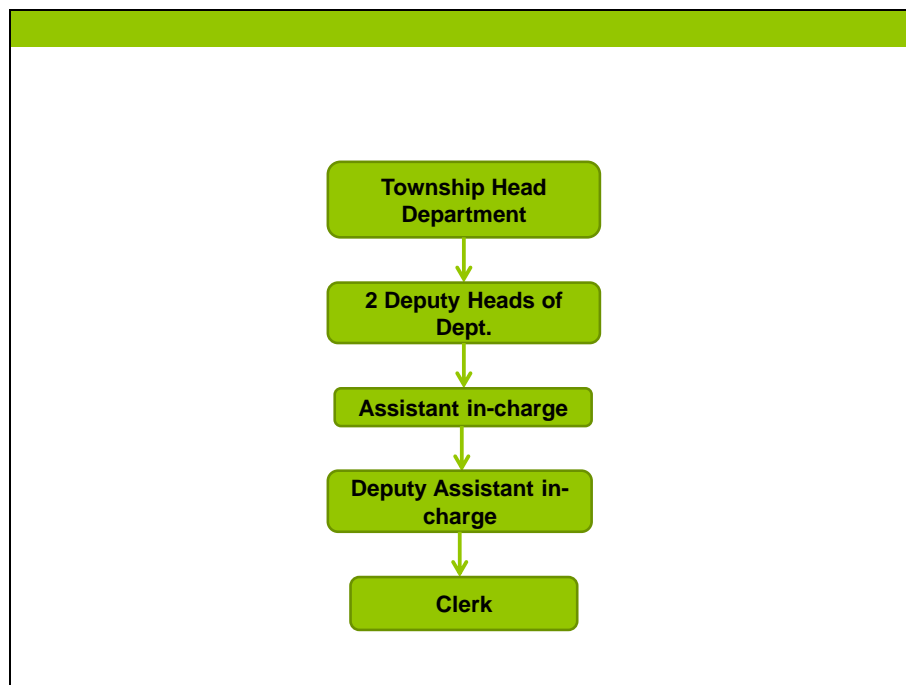 Township Head
Department
2 Deputy Heads of
Dept.
Assistant in-charge
Deputy Assistant in-
charge
Clerk